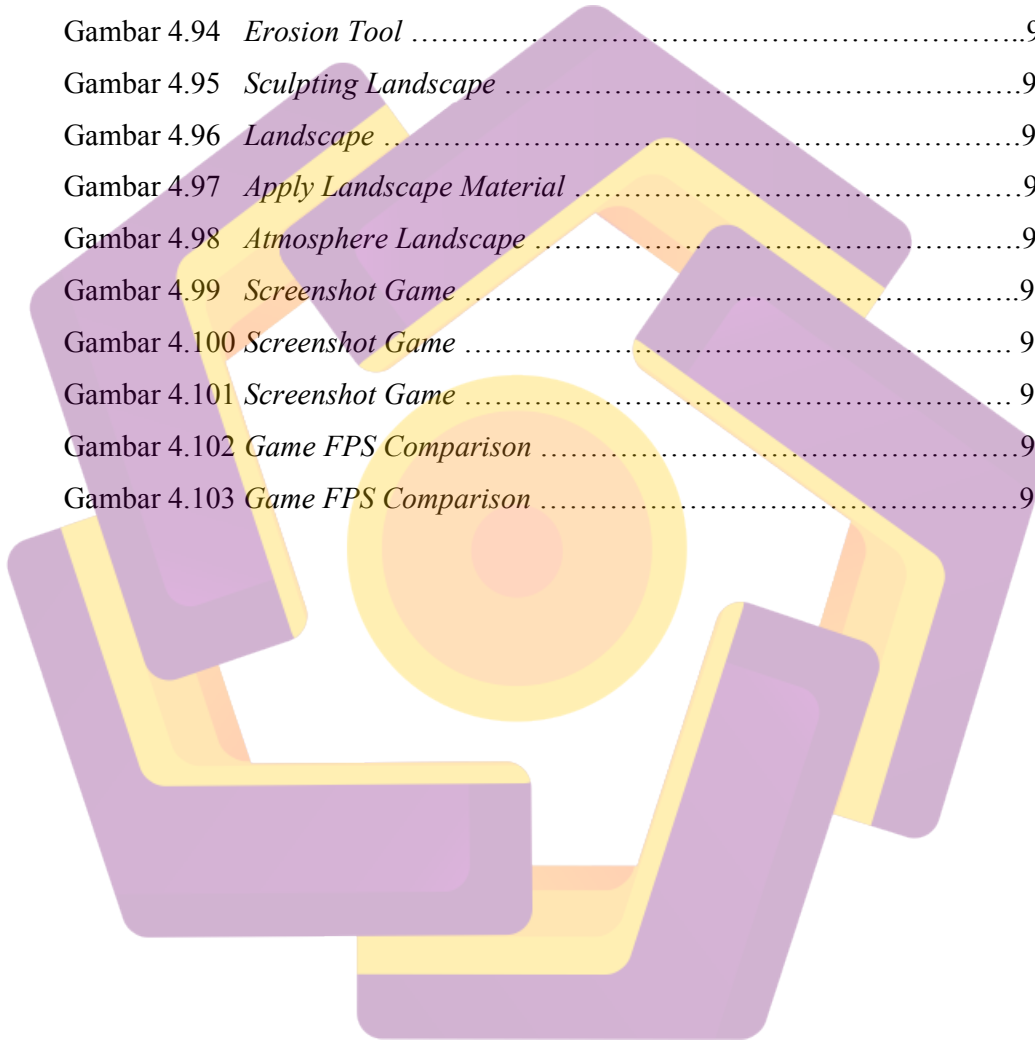 Gambar 4.94 Erosion Tool ……………………………………………………..9
Gambar 4.95 Sculpting Landscape …………………………………………….9
Gambar 4.96 Landscape ……………………………………………………….9
Gambar 4.97 Apply Landscape Material ………………………………………9
Gambar 4.98 Atmosphere Landscape ………………………………………….9
Gambar 4.99 Screenshot Game ………………………………………………..9
Gambar 4.100 Screenshot Game ………………………………………………. 9
Gambar 4.101 Screenshot Game ………………………………………………. 9
Gambar 4.102 Game FPS Comparison …………………………………………9
Gambar 4.103 Game FPS Comparison …………………………………………9